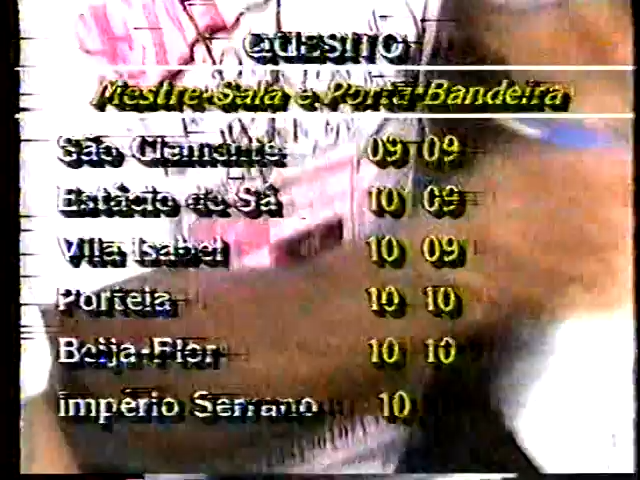 QUESITO
Mestre-Sala e Porta-Bandeira
São Clemente 09 09
Estácio de Sá 10 09
Vila Isabel 10 09
Portela 10 10
Beija-Flor 10 10
Império Serrano 10